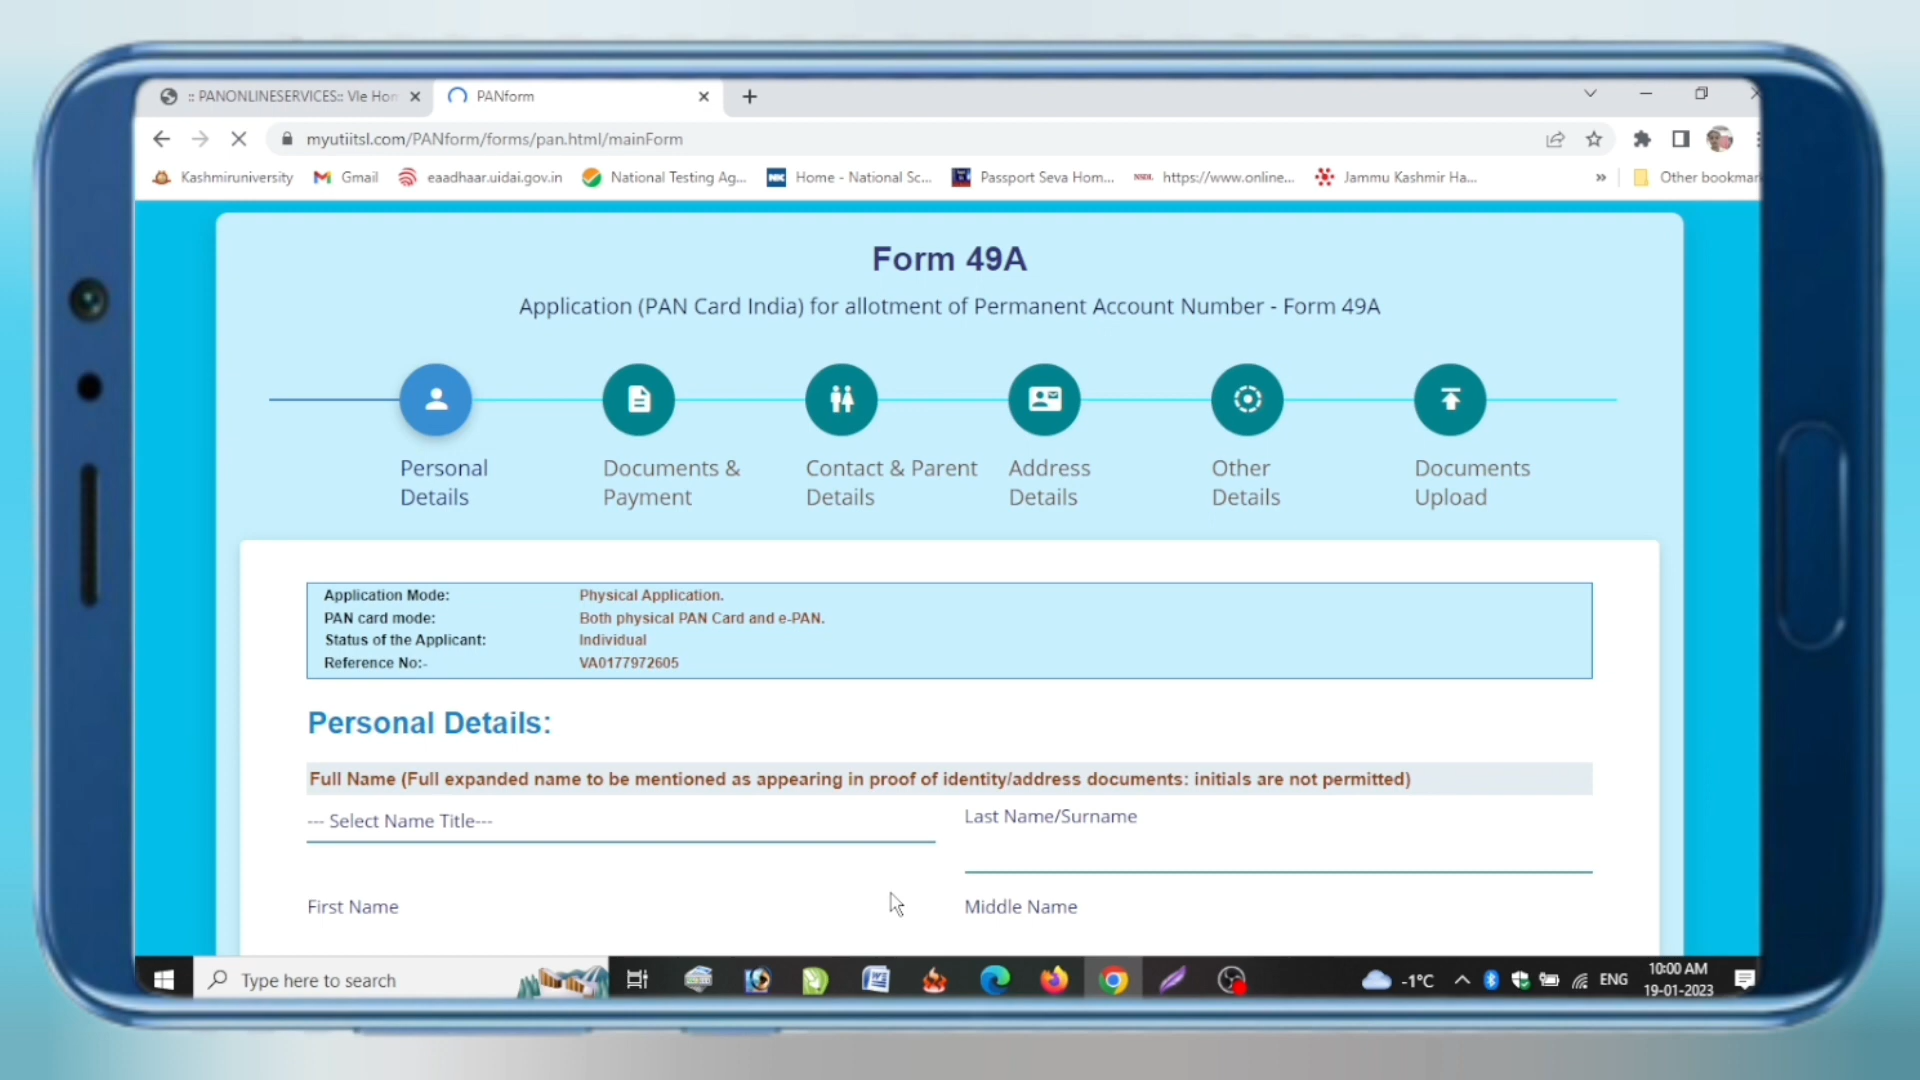 :: PANONLINESERVICES:: Vle Hon
PANform
myutiitsl.com/PANform/forms/pan.html/mainForm
Kashmiruniversity
Gmail
eaadhaar.uidai.gov.in
National Testing Ag...
NK
Home - National Sc...
Passport Seva Hom...
NSDL
https://www.online...
Jammu Kashmir Ha...
»
Other bookmar
Form 49A
Application (PAN Card India) for allotment of Permanent Account Number - Form 49A
Personal
Details
Documents &
Payment
Contact & Parent
Details
Address
Details
Other
Details
Documents
Upload
Application Mode: Physical Application.
PAN card mode: Both physical PAN Card and e-PAN.
Status of the Applicant: Individual
Reference No:- VA0177972605
Personal Details:
Full Name (Full expanded name to be mentioned as appearing in proof of identity/address documents: initials are not permitted)
--- Select Name Title---
Last Name/Surname
First Name
Middle Name
Type here to search
-1°C
ENG
10:00 AM
19-01-2023